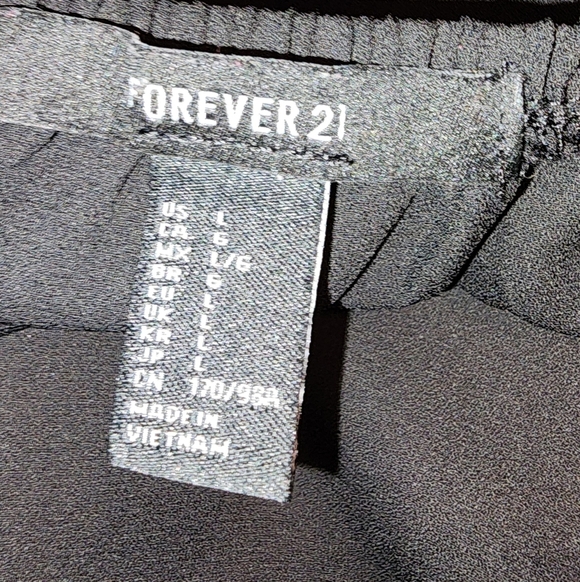 FOREVER 21
US L
CA G
MX L/G
BR G
EU L
UK L
KR L
JP L
CN 170/98A
MADE IN
VIETNAM